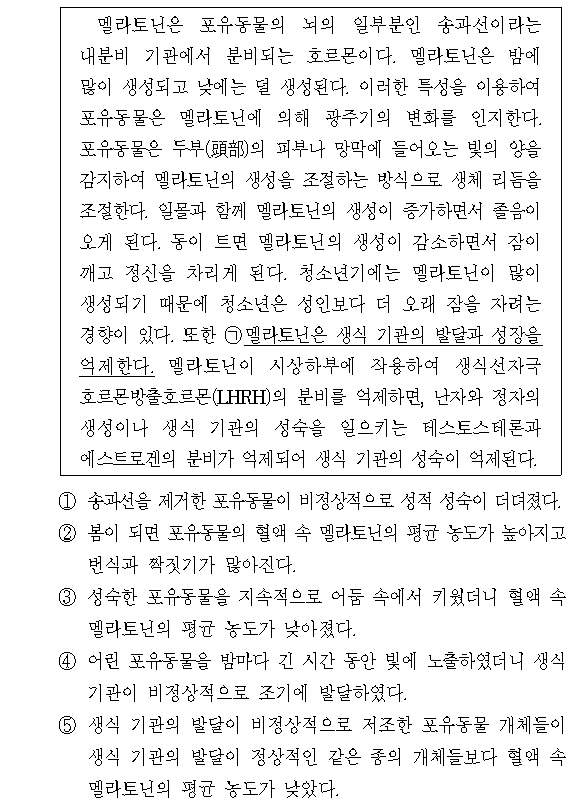 멜라토닌은 포유동물의 뇌의 일부분인 송과선이라는
내분비 기관에서 분비되는 호르몬이다. 멜라토닌은 밤에
많이 생성되고 낮에는 덜 생성된다. 이러한 특성을 이용하여
포유동물은 멜라토닌에 의해 광주기의 변화를 인지한다.
포유동물은 두부(頭部)의 피부나 망막에 들어오는 빛의 양을
감지하여 멜라토닌의 생성을 조절하는 방식으로 생체 리듬을
조절한다. 일몰과 함께 멜라토닌의 생성이 증가하면서 졸음이
오게 된다. 동이 트면 멜라토닌의 생성이 감소하면서 잠이
깨고 정신을 차리게 된다. 청소년기에는 멜라토닌이 많이
생성되기 때문에 청소년은 성인보다 더 오래 잠을 자려는
경향이 있다. 또한 ㉠멜라토닌은 생식 기관의 발달과 성장을
억제한다. 멜라토닌이 시상하부에 작용하여 생식선자극
호르몬방출호르몬(LHRH)의 분비를 억제하면, 난자와 정자의
생성이나 생식 기관의 성숙을 일으키는 테스토스테론과
에스트로겐의 분비가 억제되어 생식 기관의 성숙이 억제된다.
① 송과선을 제거한 포유동물이 비정상적으로 성적 성숙이 더뎌졌다.
② 봄이 되면 포유동물의 혈액 속 멜라토닌의 평균 농도가 높아지고
번식과 짝짓기가 많아진다.
③ 성숙한 포유동물을 지속적으로 어둠 속에서 키웠더니 혈액 속
멜라토닌의 평균 농도가 낮아졌다.
④ 어린 포유동물을 밤마다 긴 시간 동안 빛에 노출하였더니 생식
기관이 비정상적으로 조기에 발달하였다.
⑤ 생식 기관의 발달이 비정상적으로 저조한 포유동물 개체들이
생식 기관의 발달이 정상적인 같은 종의 개체들보다 혈액 속
멜라토닌의 평균 농도가 낮았다.